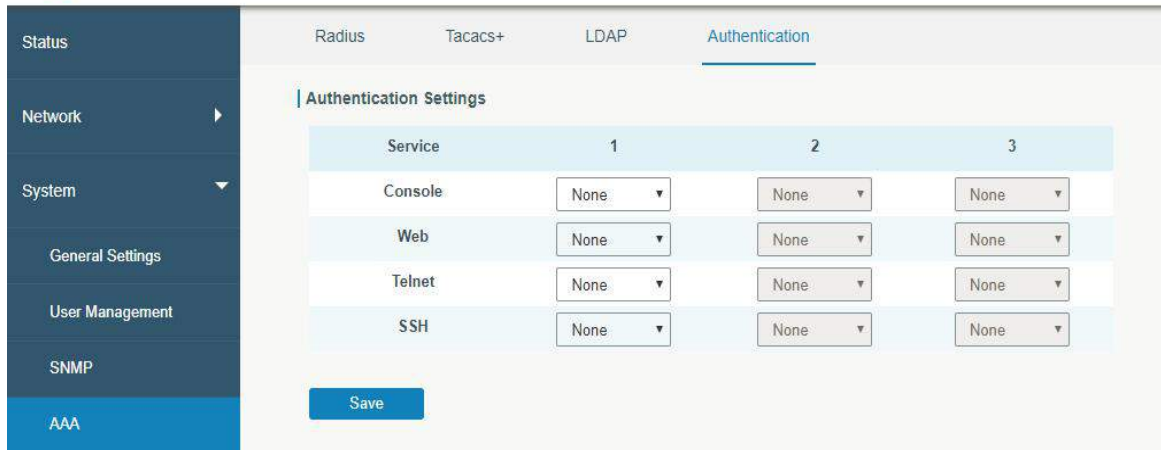 Status
Network
System
General Settings
User Management
SNMP
AAA
Radius Tacacs+ LDAP Authentication
Authentication Settings
Service 1 2 3
Console None None None
Web None None None
Telnet None None None
SSH None None None
Save